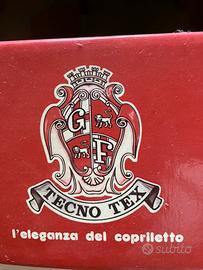 G
F
TECNO TEX
l'eleganza del copriletto
subito